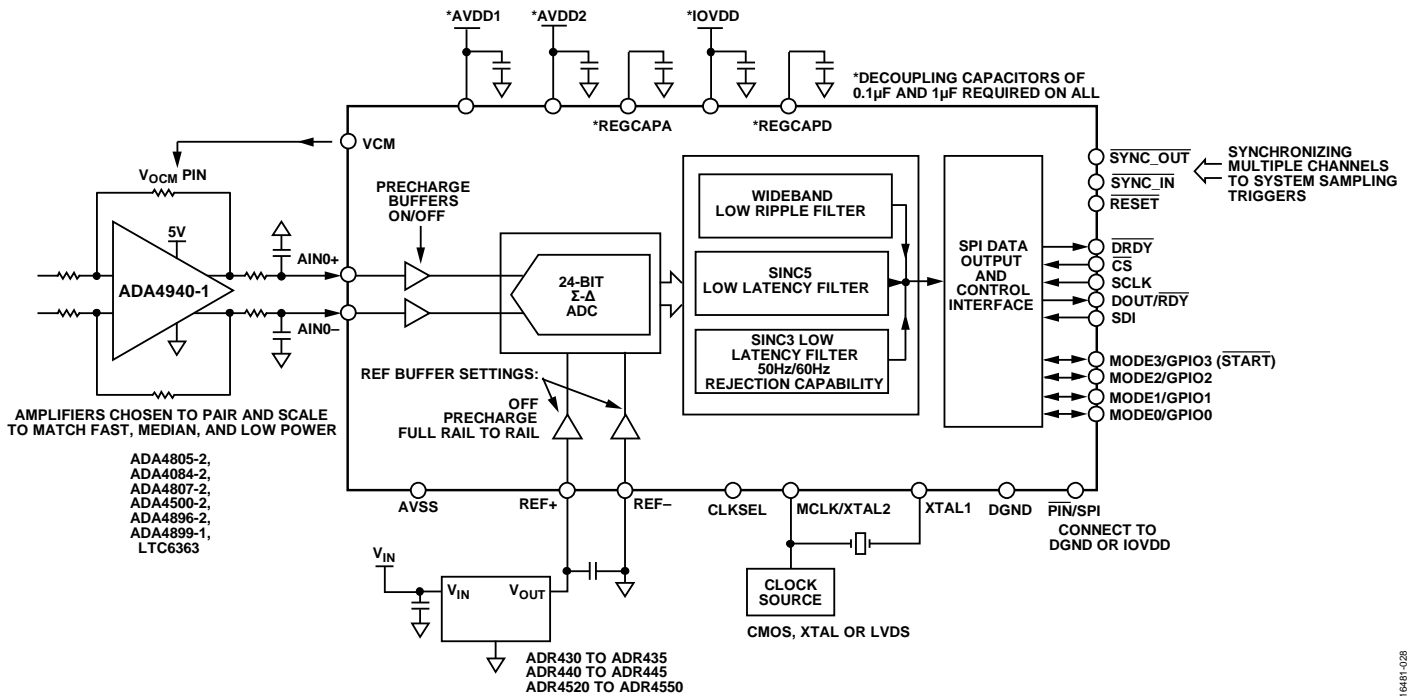 *AVDD1
*AVDD2
*IOVDD
*DECOUPLING CAPACITORS OF
0.1µF AND 1µF REQUIRED ON ALL
*REGCAPA
*REGCAPD
VCM
VOCM PIN
PRECHARGE
BUFFERS
ON/OFF
5V
ADA4940-1
AIN0+
AIN0–
24-BIT
Σ-Δ
ADC
WIDEBAND
LOW RIPPLE FILTER
SINC5
LOW LATENCY FILTER
SINC3 LOW
LATENCY FILTER
50Hz/60Hz
REJECTION CAPABILITY
SPI DATA
OUTPUT
AND
CONTROL
INTERFACE
SYNC_OUT
SYNC_IN
RESET
SYNCHRONIZING
MULTIPLE CHANNELS
TO SYSTEM SAMPLING
TRIGGERS
DRDY
CS
SCLK
DOUT/RDY
SDI
MODE3/GPIO3 (START)
MODE2/GPIO2
MODE1/GPIO1
MODE0/GPIO0
REF BUFFER SETTINGS:
OFF
PRECHARGE
FULL RAIL TO RAIL
AMPLIFIERS CHOSEN TO PAIR AND SCALE
TO MATCH FAST, MEDIAN, AND LOW POWER
ADA4805-2,
ADA4084-2,
ADA4807-2,
ADA4500-2,
ADA4896-2,
ADA4899-1,
LTC6363
AVSS
REF+
REF–
CLKSEL
MCLK/XTAL2
XTAL1
DGND
PIN/SPI
CONNECT TO
DGND OR IOVDD
VIN
VIN
VOUT
CLOCK
SOURCE
CMOS, XTAL OR LVDS
ADR430 TO ADR435
ADR440 TO ADR445
ADR4520 TO ADR4550
16481-028